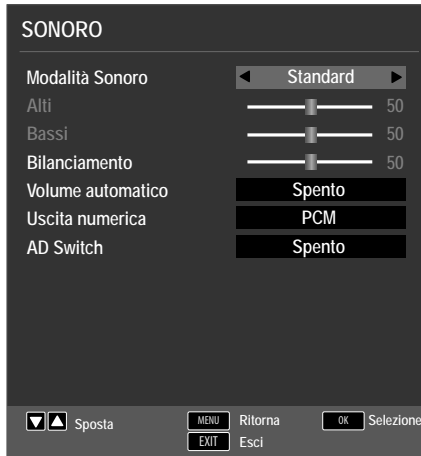 SONORO
Modalità Sonoro Standard
Alti 50
Bassi 50
Bilanciamento 50
Volume automatico Spento
Uscita numerica PCM
AD Switch Spento
Sposta MENU Ritorna OK Selezione
EXIT Esci